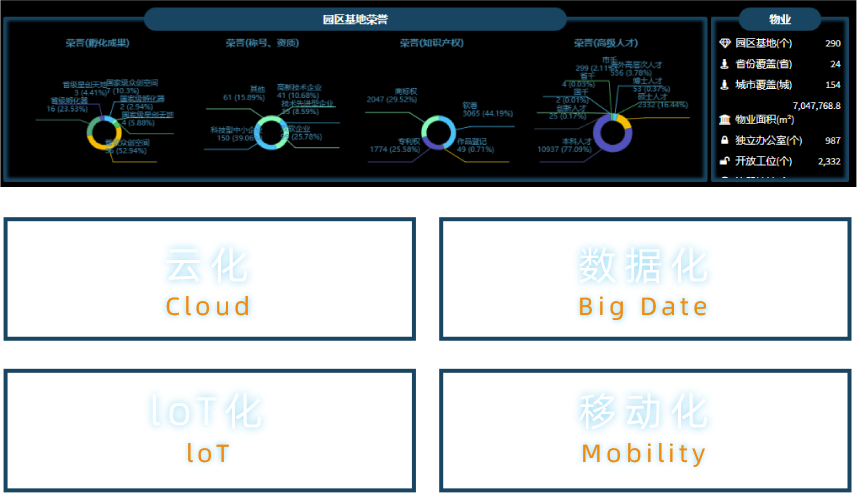 园区基地荣誉
物业
荣誉(孵化成果)
荣誉(称号、资质)
荣誉(知识产权)
荣誉(高级人才)
省级星创天地
3 (4.41%)
国家级众创空间
7 (10.3%)
国家级孵化器
2 (2.94%)
省级孵化器
16 (23.53%)
国家级星创天地
4 (5.88%)
众创空间
36 (52.94%)
其他
61 (15.89%)
高新技术企业
41 (10.68%)
技术先进型企业
33 (8.59%)
科技型中小企业
150 (39.06%)
(25.78%)
商标权
2047 (29.52%)
软著
3065 (44.19%)
专利权
1774 (25.58%)
作品登记
49 (0.71%)
市千
299 (2.11%)
海外高层次人才
536 (3.78%)
省千
4 (0.03%)
博士人才
53 (0.37%)
国千
2 (0.01%)
硕士人才
2332 (16.44%)
创新人才
25 (0.17%)
本科人才
10937 (77.09%)
园区基地(个) 290
省份覆盖(省) 24
城市覆盖(城) 154
7,047,768.8
物业面积(m²)
独立办公室(个) 987
开放工位(个) 2,332
云化
Cloud
数据化
Big Date
loT化
loT
移动化
Mobility